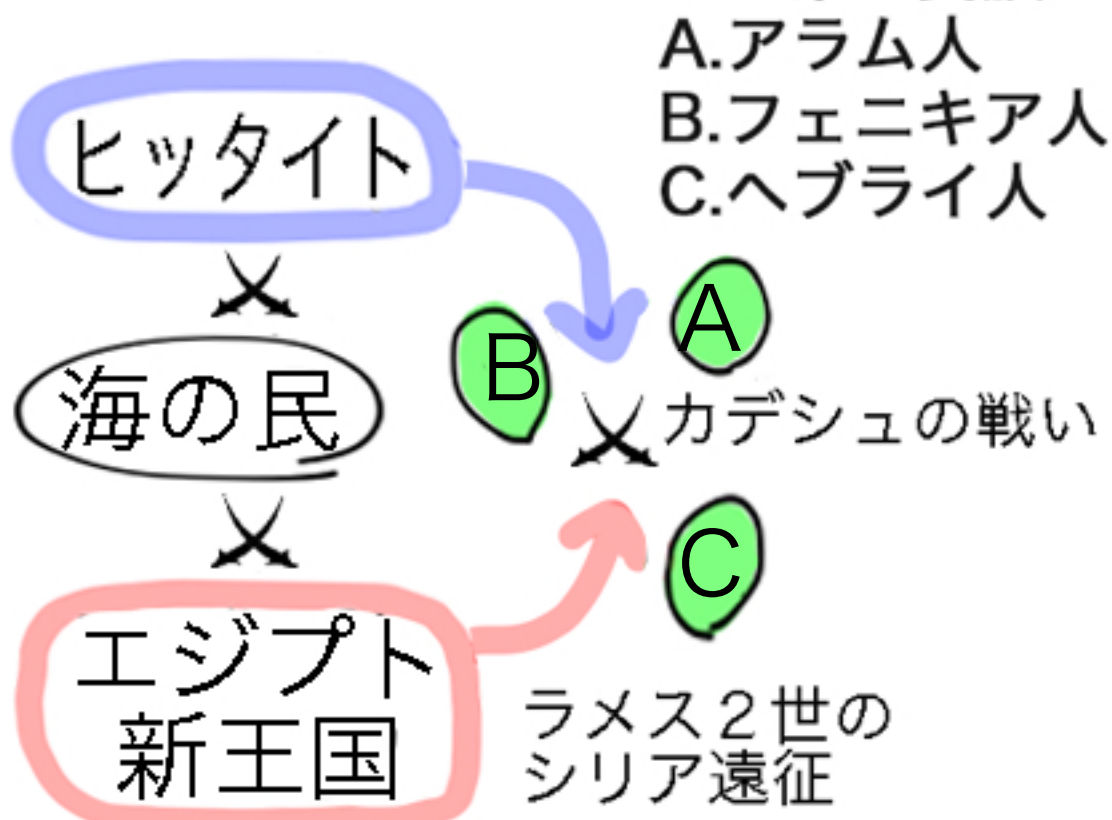 A.アラム人
B.フェニキア人
C.ヘブライ人
ヒッタイト
A
B
海の民
カデシュの戦い
C
エジプト
新王国
ラメス2世の
シリア遠征